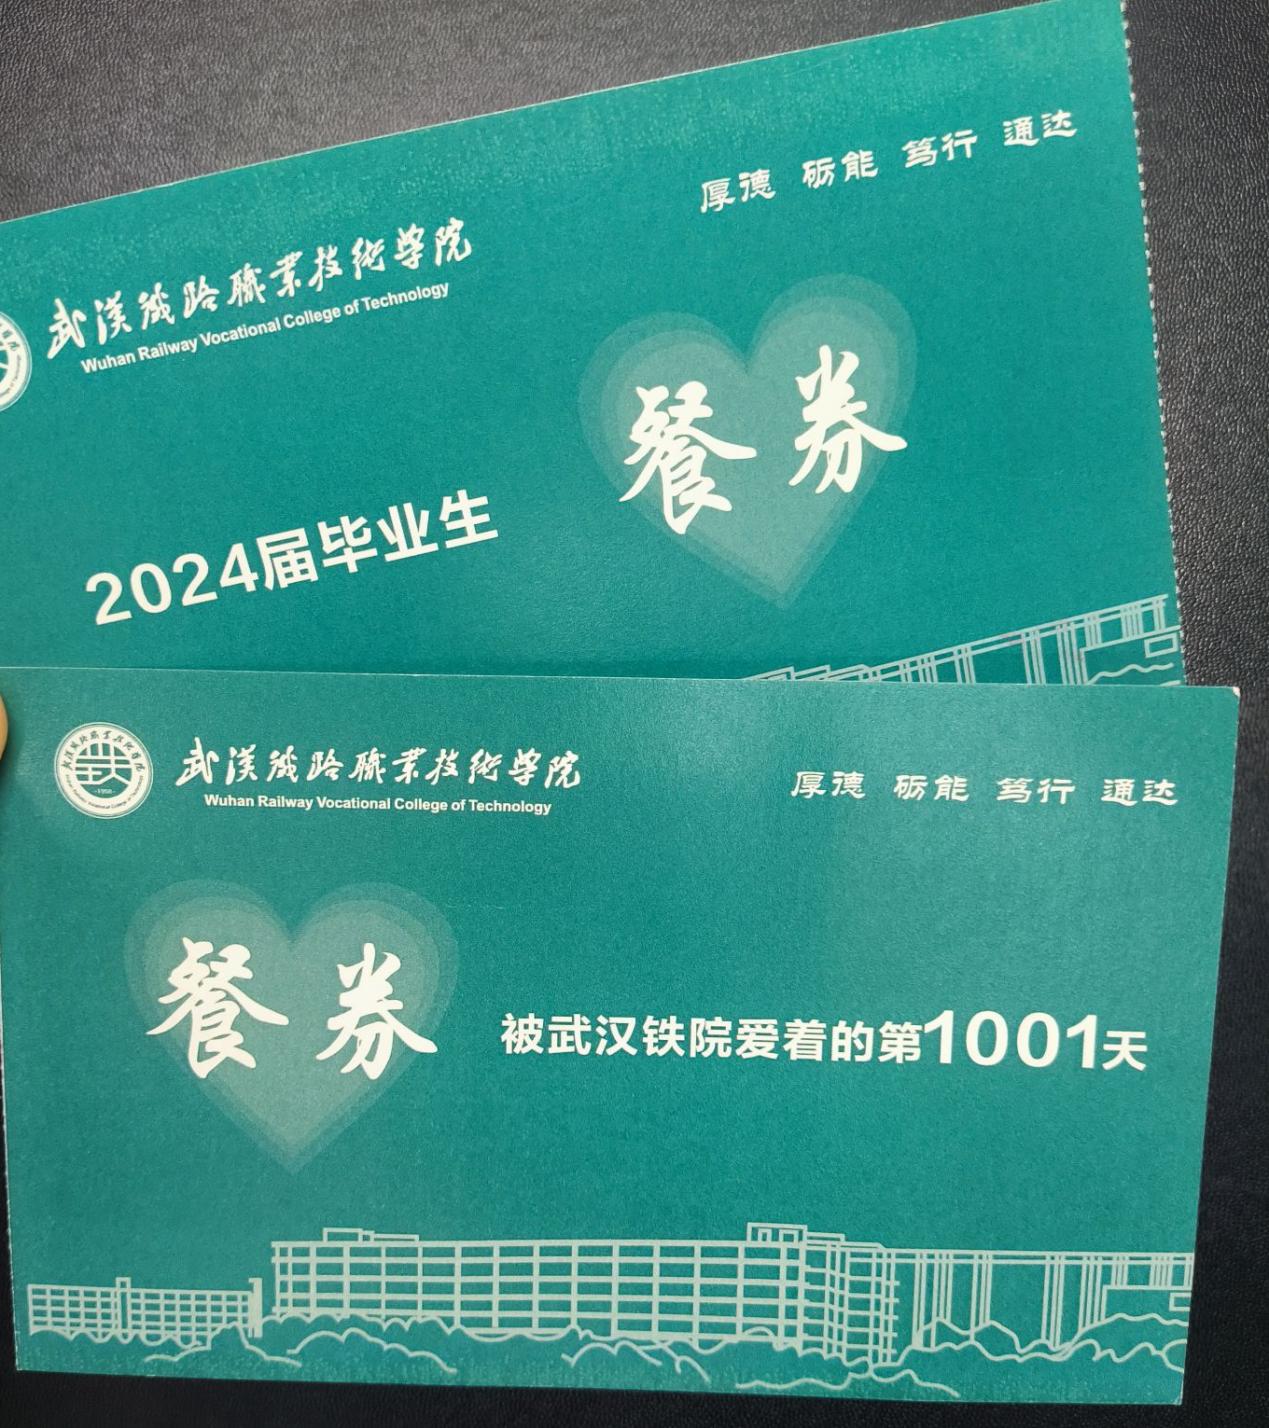 厚德 砺能 笃行 通达
武漢鐵路職業技術学院
Wuhan Railway Vocational College of Technology
餐券
2024届毕业生
武漢鐵路職業技術学院
Wuhan Railway Vocational College of Technology
厚德 砺能 笃行 通达
餐券
被武汉铁院爱着的第1001天